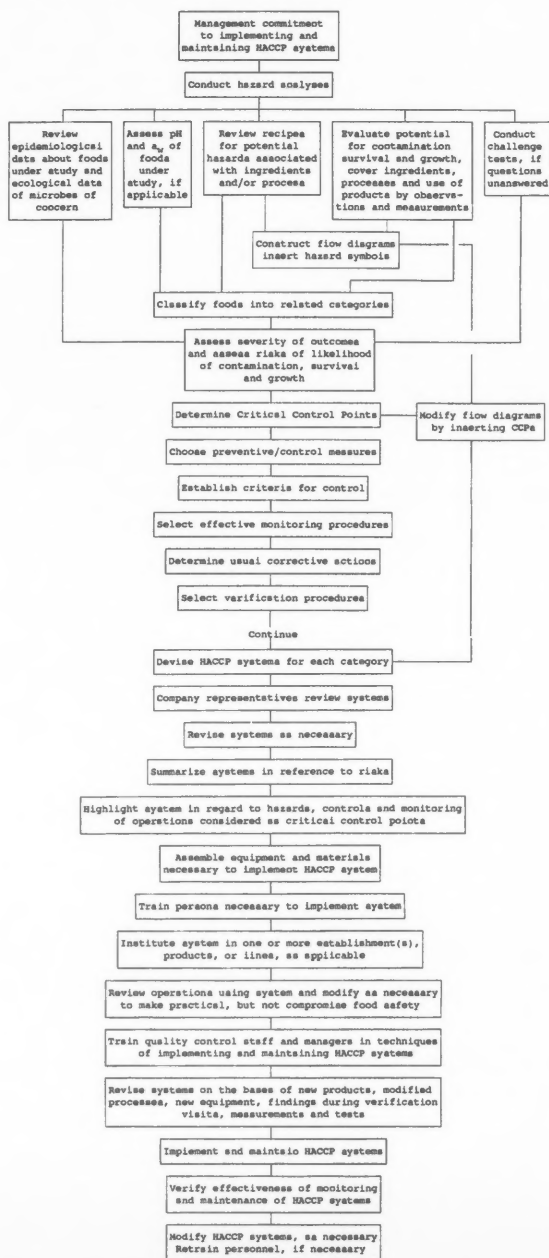 Management commitment
to implementing and
maintaining HACCP systems
Conduct hazard analyses
Review
epidemiological
data about foods
under study and
ecological data
of microbes of
concern
Assess pH
and aw of
foods
under
study, if
applicable
Review recipes
for potential
hazards associated
with ingredients
and/or process
Evaluate potential
for contamination
survival and growth,
cover ingredients,
processes and use of
products by observa-
tions and measurements
Conduct
challenge
tests, if
questions
unanswered
Construct flow diagrams
insert hazard symbols
Classify foods into related categories
Assess severity of outcomes
and assess risks of likelihood
of contamination, survival
and growth
Determine Critical Control Points
Modify flow diagrams
by inserting CCPs
Choose preventive/control measures
Establish criteria for control
Select effective monitoring procedures
Determine usual corrective actions
Select varification procedures
Continue
Devise HACCP systems for each category
Company representatives review systems
Revise systems as necessary
Summarize systems in reference to risks
Highlight system in regard to hazards, controls and monitoring
of operations considered as critical control points
Assemble equipment and materials
necessary to implement HACCP system
Train persons necessary to implement system
Institute system in one or more establishment(s),
products, or lines, as applicable
Review operations using system and modify as necessary
to make practical, but not compromise food safety
Train quality control staff and managers in techniques
of implementing and maintaining HACCP systems
Revise systems on the bases of new products, modified
processes, new equipment, findings during verification
visits, measurements and tests
Implement and maintain HACCP systems
Verify effectiveness of monitoring
and maintenance of HACCP systems
Modify HACCP systems, as necessary
Retrain personnel, if necessary